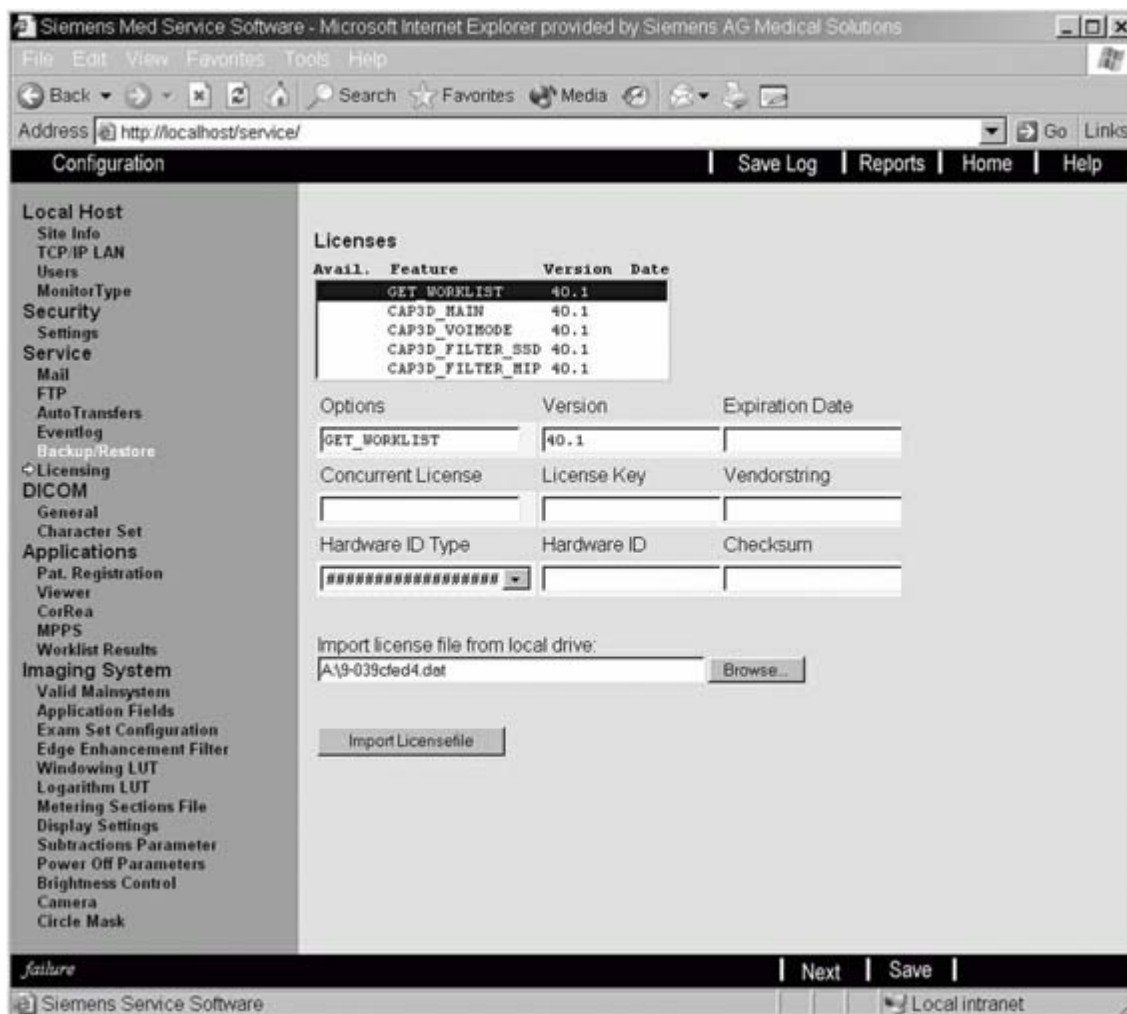 Siemens Med Service Software - Microsoft Internet Explorer provided by Siemens AG Medical Solutions
File Edit View Favorites Tools Help
Back Search Favorites Media
Address http://localhost/service/ Go Links
Configuration Save Log Reports Home Help
Local Host
Site Info
TCP/IP LAN
Users
MonitorType
Security
Settings
Service
Mail
FTP
AutoTransfers
Eventlog
Backup/Restore
Licensing
DICOM
General
Character Set
Applications
Pat. Registration
Viewer
CorRea
MPPS
Worklist Results
Imaging System
Valid Mainsystem
Application Fields
Exam Set Configuration
Edge Enhancement Filter
Windowing LUT
Logarithm LUT
Metering Sections File
Display Settings
Subtractions Parameter
Power Off Parameters
Brightness Control
Camera
Circle Mask
Licenses
Avail. Feature Version Date
GET_WORKLIST 40.1
CAP3D_MAIN 40.1
CAP3D_VOIMODE 40.1
CAP3D_FILTER_SSD 40.1
CAP3D_FILTER_MIP 40.1
Options Version Expiration Date
GET_WORKLIST 40.1
Concurrent License License Key Vendorstring
Hardware ID Type Hardware ID Checksum
##################
Import license file from local drive:
A:\9-039cfed4.dat Browse...
Import Licensefile
failure Next Save
Siemens Service Software Local intranet